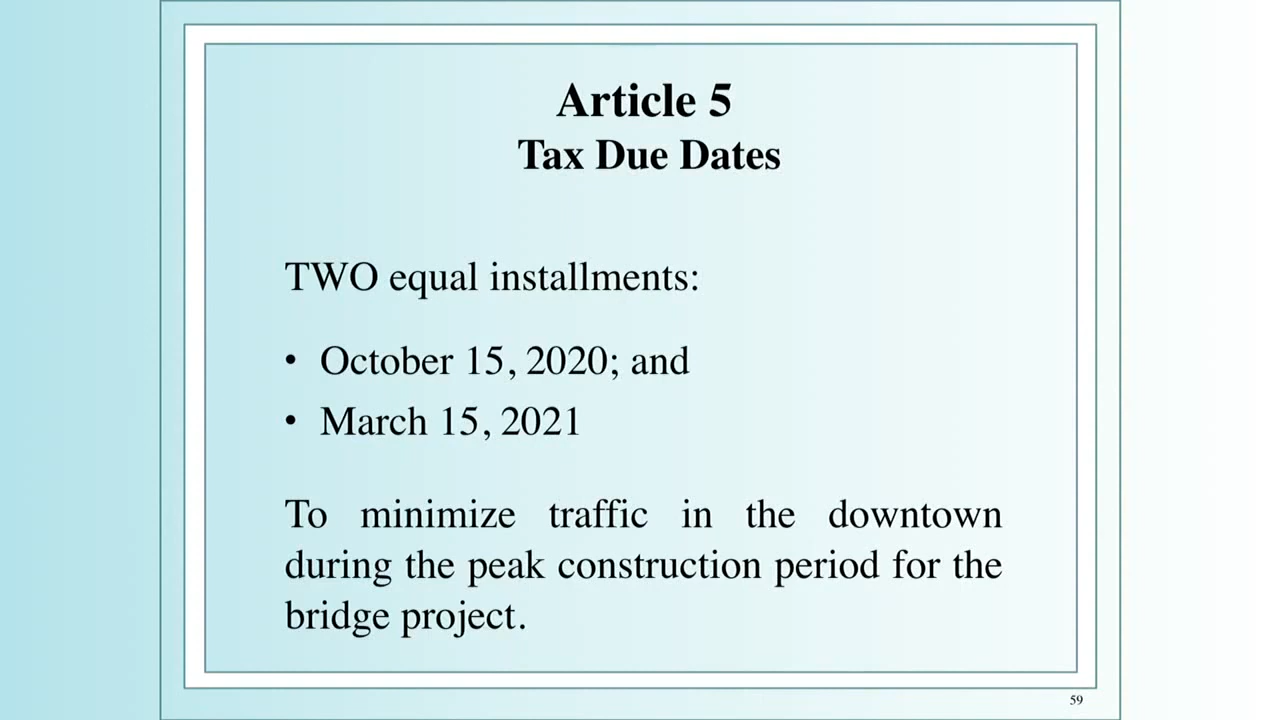 Article 5
Tax Due Dates
TWO equal installments:
• October 15, 2020; and
• March 15, 2021
To minimize traffic in the downtown
during the peak construction period for the
bridge project.
59